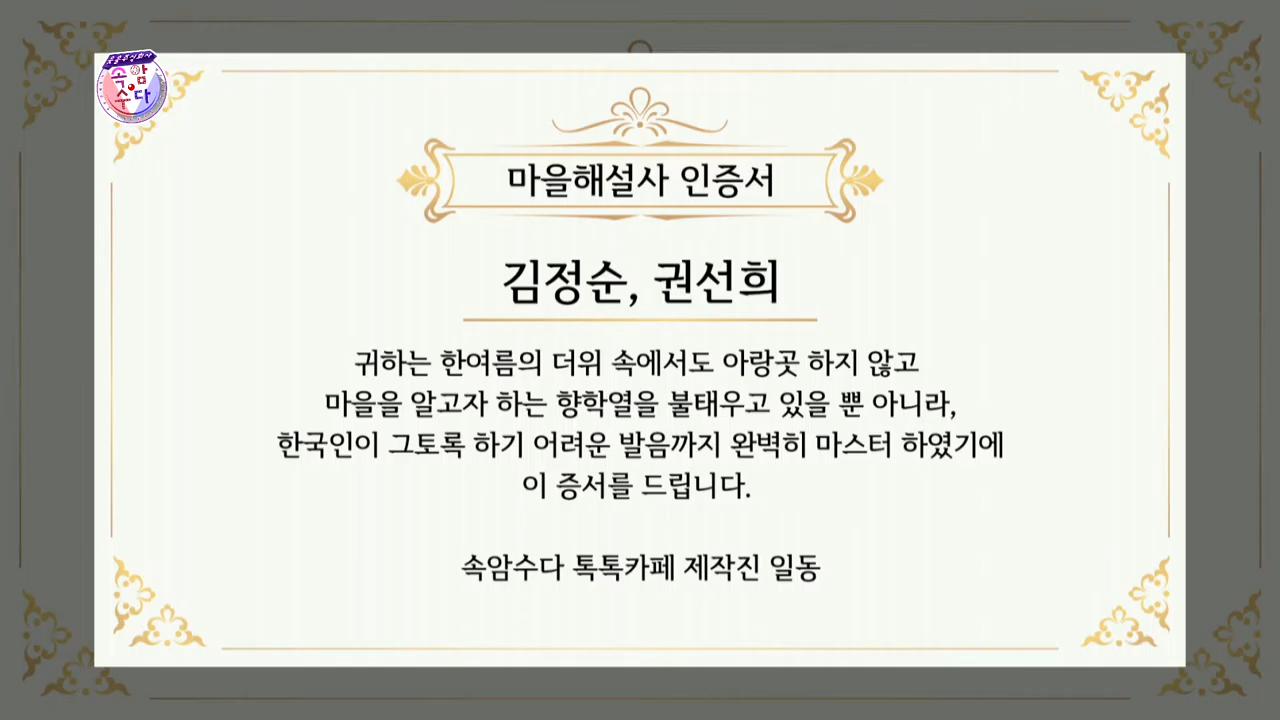 속암
수다
마을해설사 인증서
김정순, 권선희
귀하는 한여름의 더위 속에서도 아랑곳 하지 않고
마을을 알고자 하는 향학열을 불태우고 있을 뿐 아니라,
한국인이 그토록 하기 어려운 발음까지 완벽히 마스터 하였기에
이 증서를 드립니다.
속암수다 톡톡카페 제작진 일동